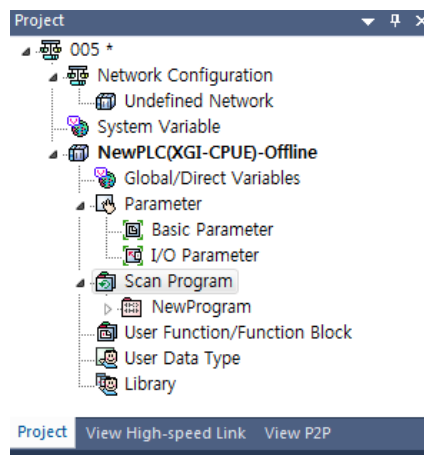 Project
005 *
Network Configuration
Undefined Network
System Variable
NewPLC(XGI-CPUE)-Offline
Global/Direct Variables
Parameter
Basic Parameter
I/O Parameter
Scan Program
NewProgram
User Function/Function Block
User Data Type
Library
Project View High-speed Link View P2P